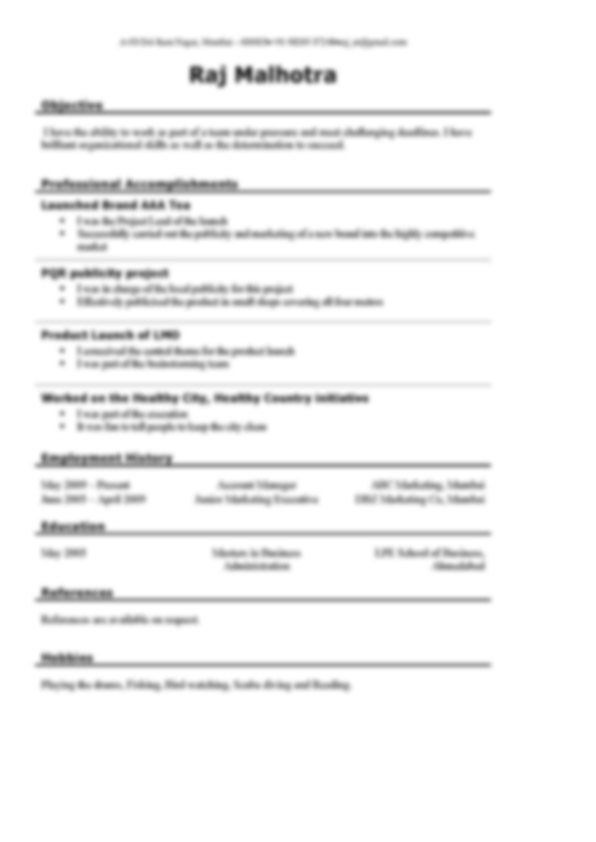 Raj Malhotra
Objective
I have the ability to work as part of a team under pressure and meet challenging deadlines. I have
brilliant organizational skills as well as the determination to succeed.
Professional Accomplishments
Launched Brand AAA Tea
• I was the Project Lead of the launch
• Successfully carried out the publicity and marketing of a new brand into the highly competitive
market
PQR publicity project
• I was in charge of the local publicity for this project
• Effectively publicized the product in small shops covering all four metros
Product Launch of LMO
• I conceived the central theme for the product launch
• I was part of the brainstorming team
Worked on the Healthy City, Healthy Country initiative
• I was part of the execution
• It was fun to tell people to keep the city clean
Employment History
May 2009 - Present Account Manager ABC Marketing, Mumbai
June 2005 - April 2009 Junior Marketing Executive Marketing Co, Mumbai
Education
May 2005 Masters in Business School of Business,
Administration Ahmedabad
References
References are available on request.
Hobbies
Playing the drums, Fishing, Bird watching, Scuba diving and Reading.